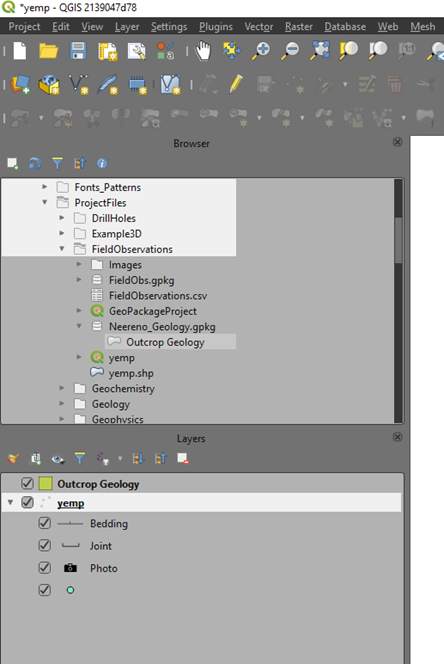 *yemp - QGIS 2139047d78
Project Edit View Layer Settings Plugins Vector Raster Database Web Mesh
Browser
Fonts_Patterns
ProjectFiles
DrillHoles
Example3D
FieldObservations
Images
FieldObs.gpkg
FieldObservations.csv
GeoPackageProject
Neereno_Geology.gpkg
Outcrop Geology
yemp
yemp.shp
Geochemistry
Geology
Geophysics
Layers
Outcrop Geology
yemp
Bedding
Joint
Photo